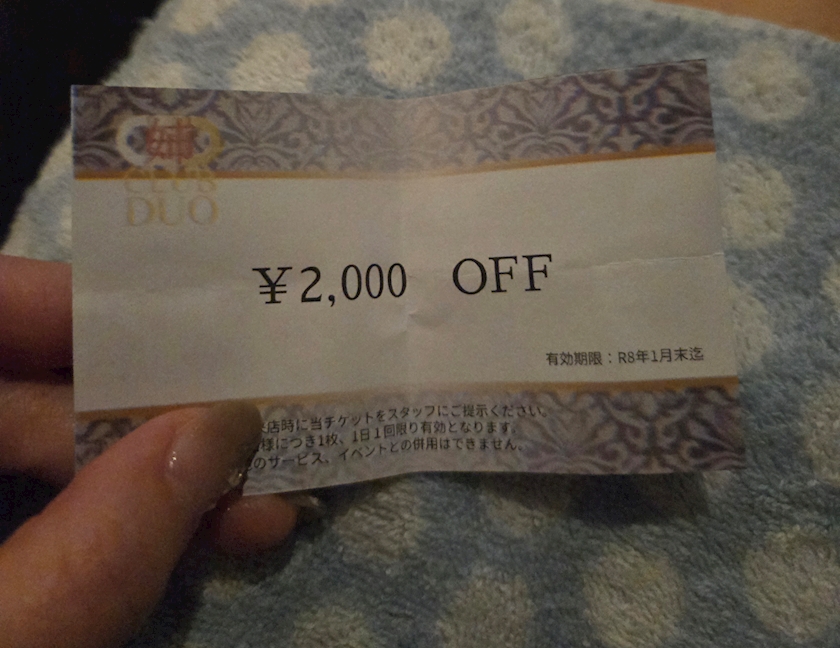 姉
CLUB
DUO
￥2,000 OFF
有効期限：R8年1月末迄
店時に当チケットをスタッフにご提示ください。
様につき1枚、1日1回限り有効となります。
のサービス、イベントとの併用はできません。